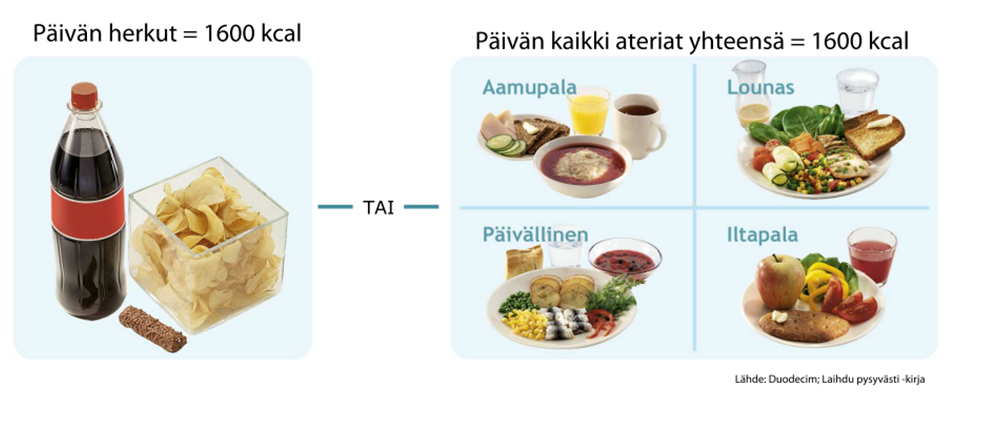 Päivän herkut = 1600 kcal
Päivän kaikki ateriat yhteensä = 1600 kcal
Aamupala
Lounas
TAI
Päivällinen
Iltapala
Lähde: Duodecim; Laihdu pysyvästi -kirja